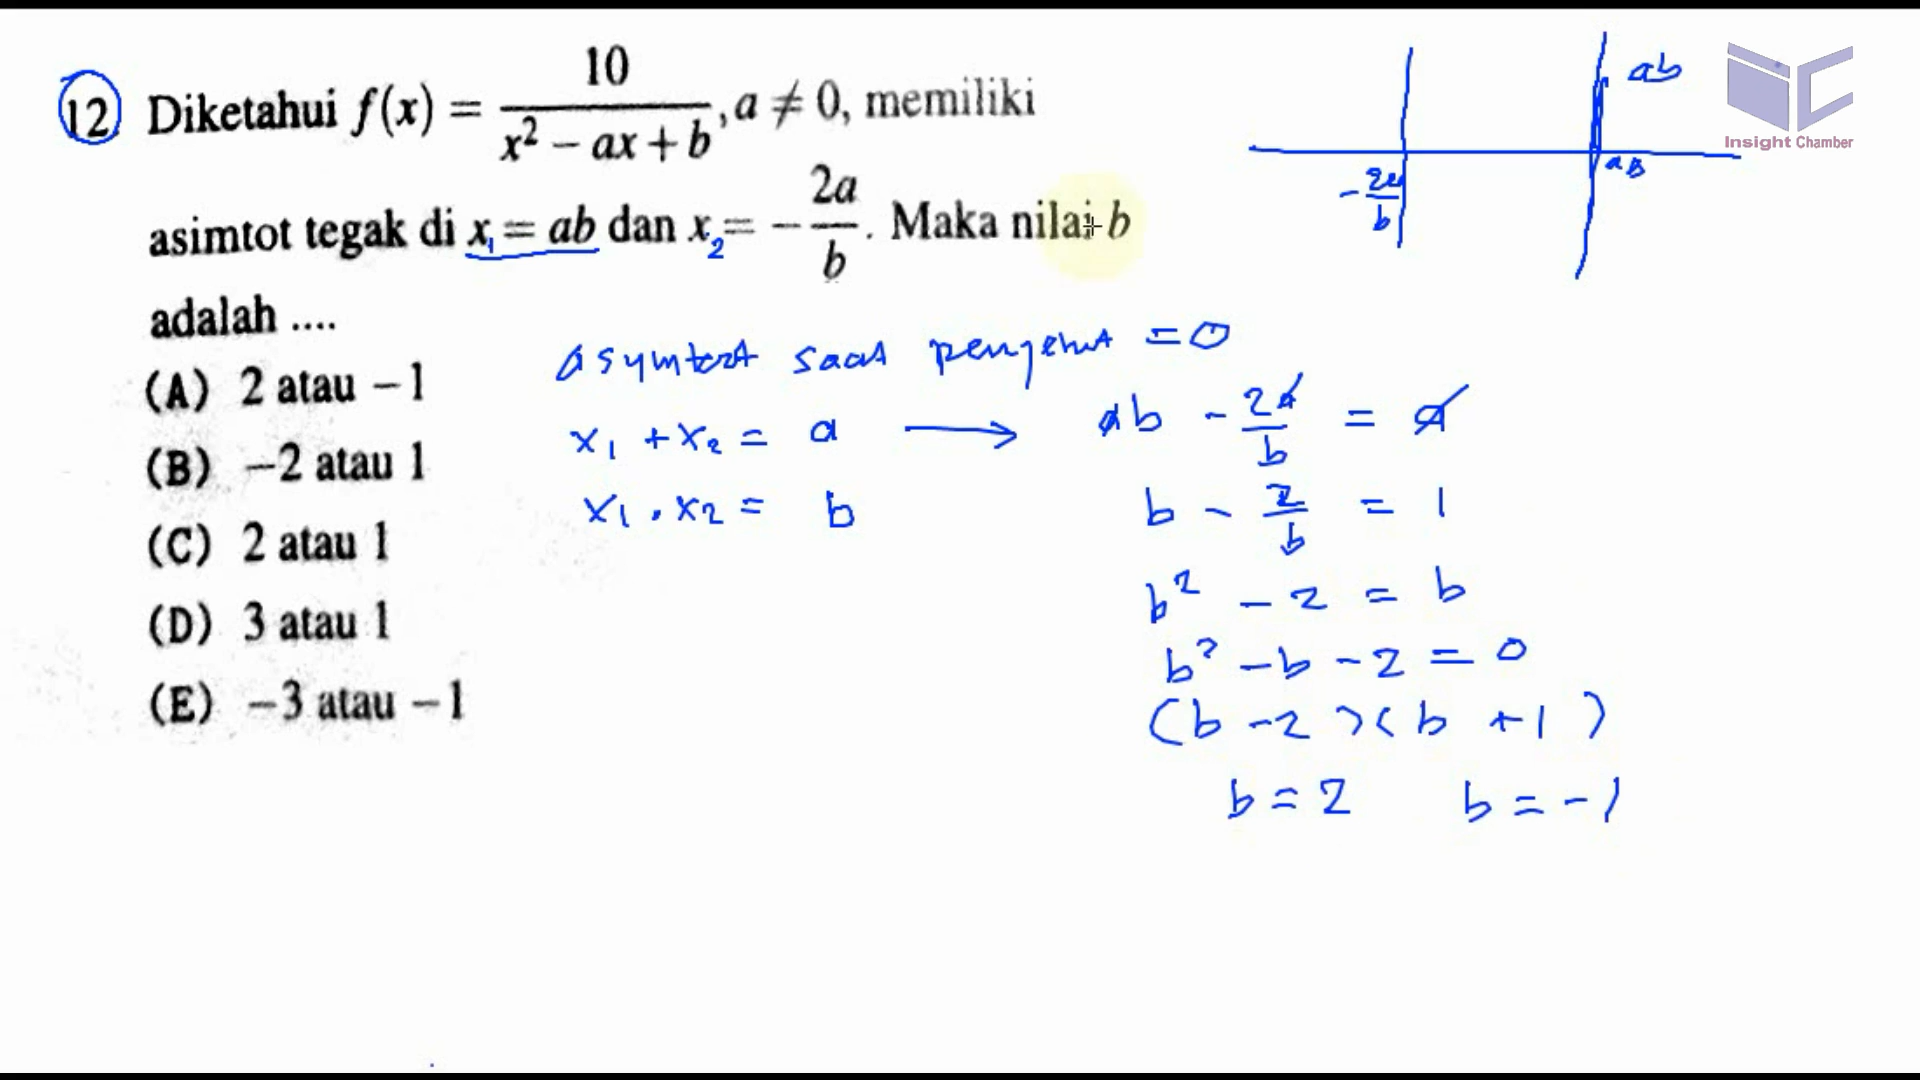 12 Diketahui f(x) = 10 / (x² − ax + b), a ≠ 0, memiliki
asimtot tegak di x₁ = ab dan x₂ = − 2a/b. Maka nilai b
adalah ....
(A) 2 atau −1
(B) −2 atau 1
(C) 2 atau 1
(D) 3 atau 1
(E) −3 atau −1
ab
−2a/b
ab
Insight Chamber
asymtot saat penyebut = 0
x₁ + x₂ = a → ab − 2a/b = a
x₁ . x₂ = b
b − 2/b = 1
b² − 2 = b
b² − b − 2 = 0
(b − 2)(b + 1)
b = 2 b = −1